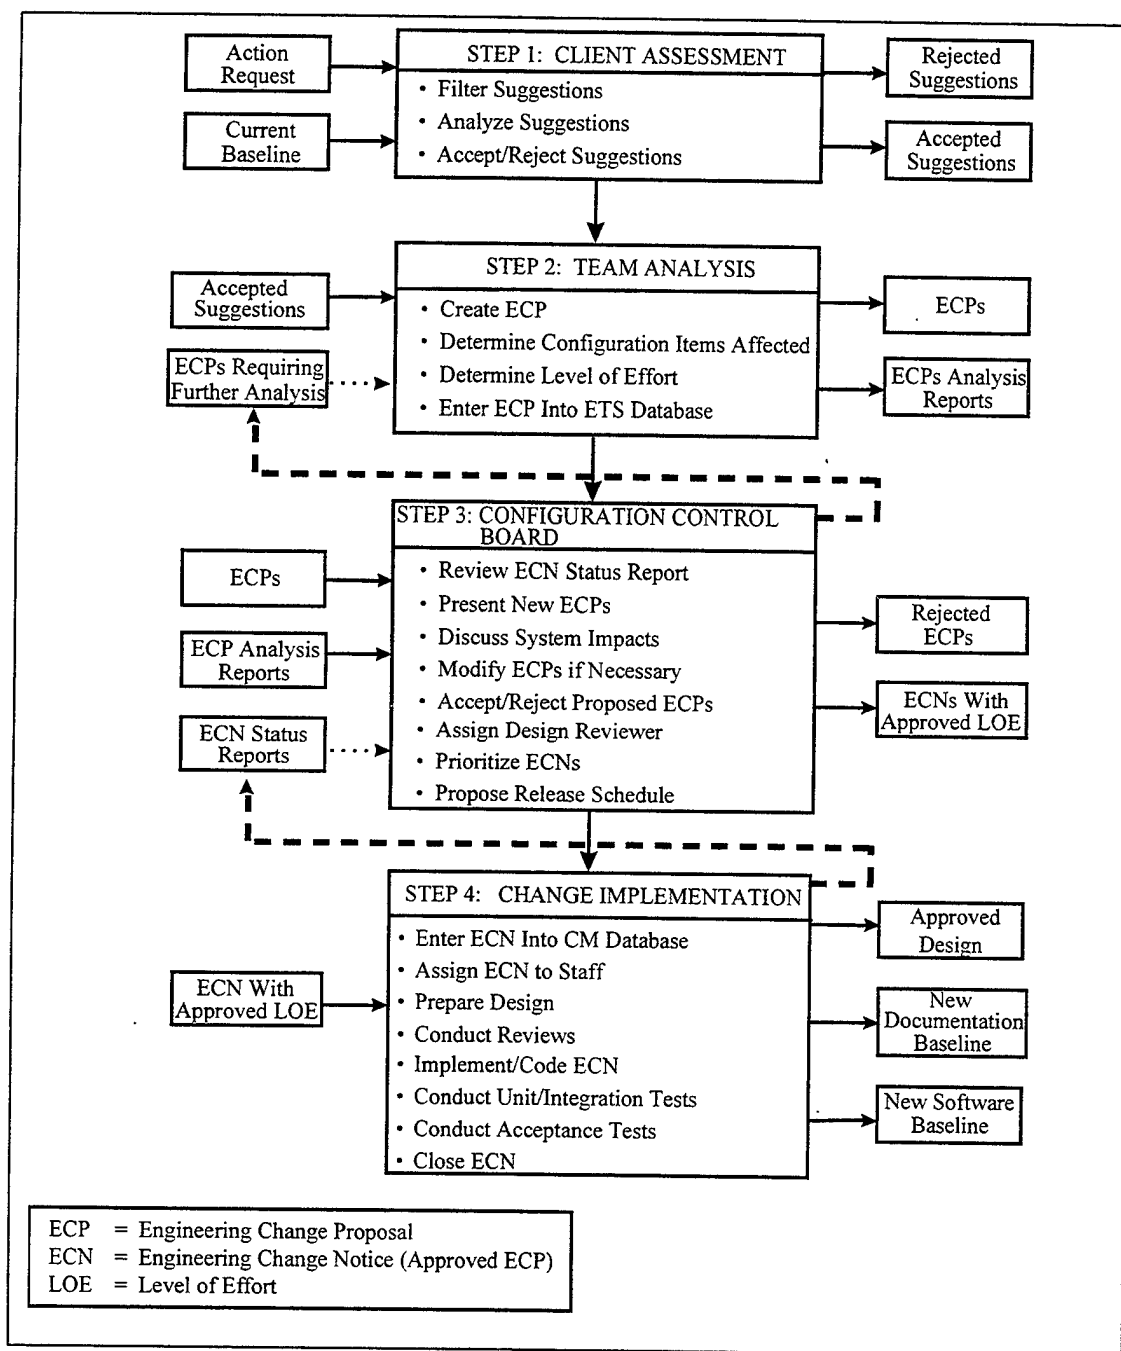 Action
Request
Current
Baseline
STEP 1: CLIENT ASSESSMENT
• Filter Suggestions
• Analyze Suggestions
• Accept/Reject Suggestions
Rejected
Suggestions
Accepted
Suggestions
Accepted
Suggestions
ECPs Requiring
Further Analysis
STEP 2: TEAM ANALYSIS
• Create ECP
• Determine Configuration Items Affected
• Determine Level of Effort
• Enter ECP Into ETS Database
ECPs
ECPs Analysis
Reports
ECPs
ECP Analysis
Reports
ECN Status
Reports
STEP 3: CONFIGURATION CONTROL
BOARD
• Review ECN Status Report
• Present New ECPs
• Discuss System Impacts
• Modify ECPs if Necessary
• Accept/Reject Proposed ECPs
• Assign Design Reviewer
• Prioritize ECNs
• Propose Release Schedule
Rejected
ECPs
ECNs With
Approved LOE
ECN With
Approved LOE
STEP 4: CHANGE IMPLEMENTATION
• Enter ECN Into CM Database
• Assign ECN to Staff
• Prepare Design
• Conduct Reviews
• Implement/Code ECN
• Conduct Unit/Integration Tests
• Conduct Acceptance Tests
• Close ECN
Approved
Design
New
Documentation
Baseline
New Software
Baseline
ECP = Engineering Change Proposal
ECN = Engineering Change Notice (Approved ECP)
LOE = Level of Effort